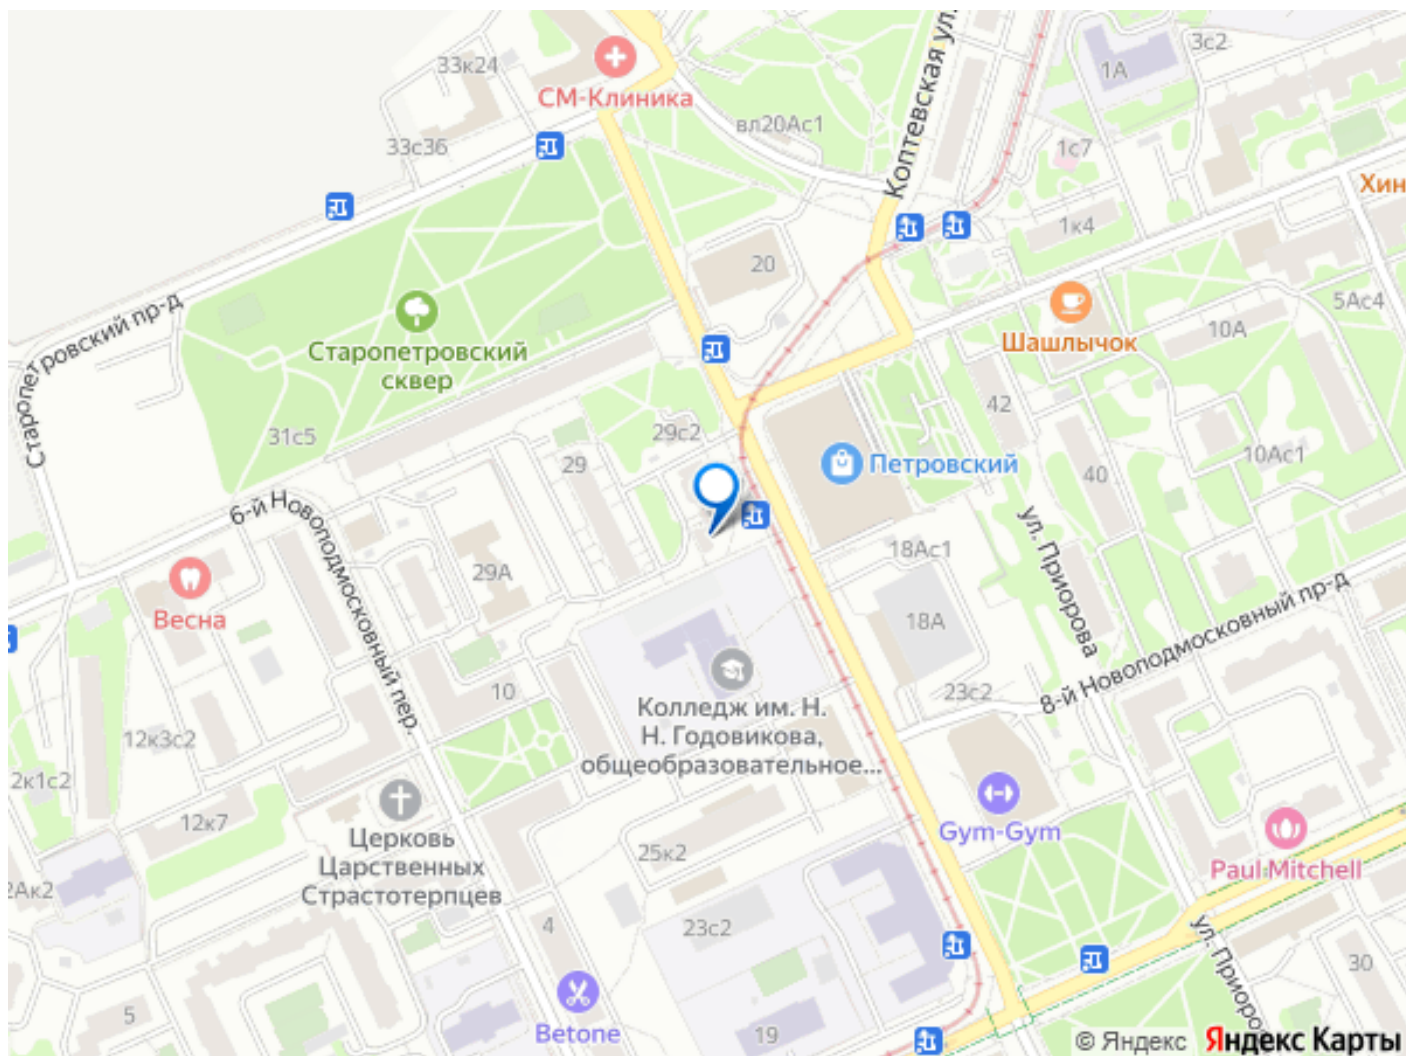 33к24
СМ-Клиника
33с36
вл20Ас1
Коптевская ул.
3с2
1А
1с7
Хин
1к4
20
Старопетровский пр-д
Старопетровский
сквер
Шашлычок
10А
5Ас4
42
31с5
29с2
29
Петровский
40
10Ас1
6-й Новоподмосковный пер.
ул. Приорова
18Ас1
29А
Весна
18А
8-й Новоподмосковный пр-д
10
23с2
Колледж им. Н.
Н. Годовикова,
общеобразовательное...
12к3с2
2к1с2
12к7
Церковь
Царственных
Страстотерпцев
25к2
Gym-Gym
Paul Mitchell
2Ак2
4
23с2
ул. Приоро
30
5
Betone
19
© Яндекс Яндекс Карты